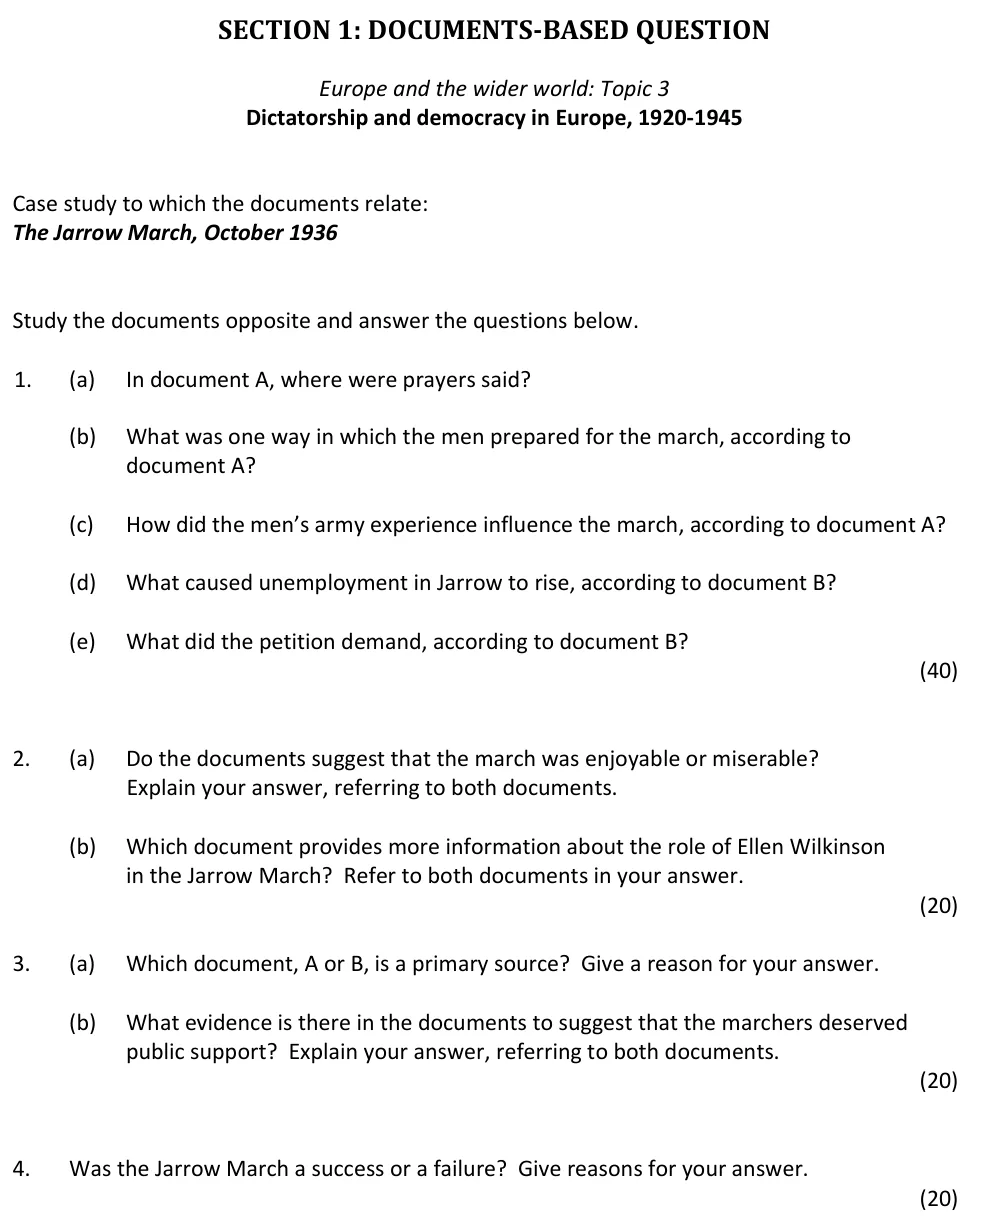 SECTION 1: DOCUMENTS-BASED QUESTION
Europe and the wider world: Topic 3
Dictatorship and democracy in Europe, 1920-1945
Case study to which the documents relate:
The Jarrow March, October 1936
Study the documents opposite and answer the questions below.
1. (a) In document A, where were prayers said?
(b) What was one way in which the men prepared for the march, according to
document A?
(c) How did the men’s army experience influence the march, according to document A?
(d) What caused unemployment in Jarrow to rise, according to document B?
(e) What did the petition demand, according to document B?
(40)
2. (a) Do the documents suggest that the march was enjoyable or miserable?
Explain your answer, referring to both documents.
(b) Which document provides more information about the role of Ellen Wilkinson
in the Jarrow March? Refer to both documents in your answer.
(20)
3. (a) Which document, A or B, is a primary source? Give a reason for your answer.
(b) What evidence is there in the documents to suggest that the marchers deserved
public support? Explain your answer, referring to both documents.
(20)
4. Was the Jarrow March a success or a failure? Give reasons for your answer.
(20)